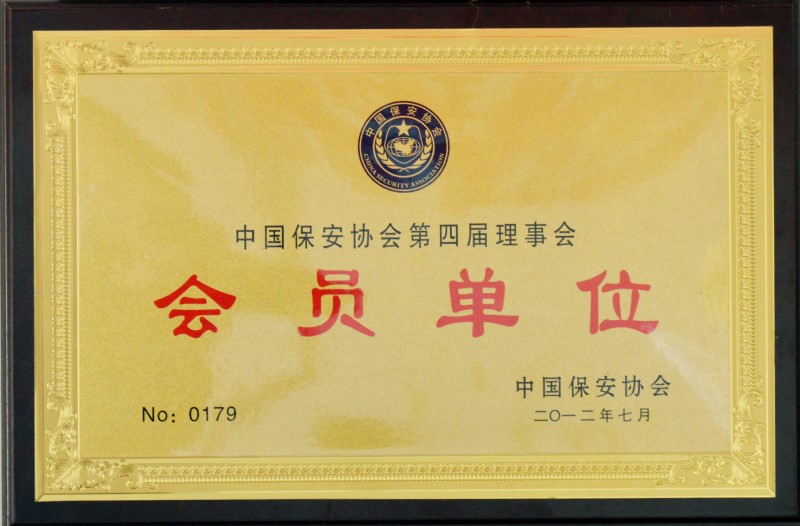 中国保安协会
CHINA SECURITY ASSOCIATION
中国保安协会第四届理事会
会员单位
中国保安协会
No: 0179
二〇一二年七月